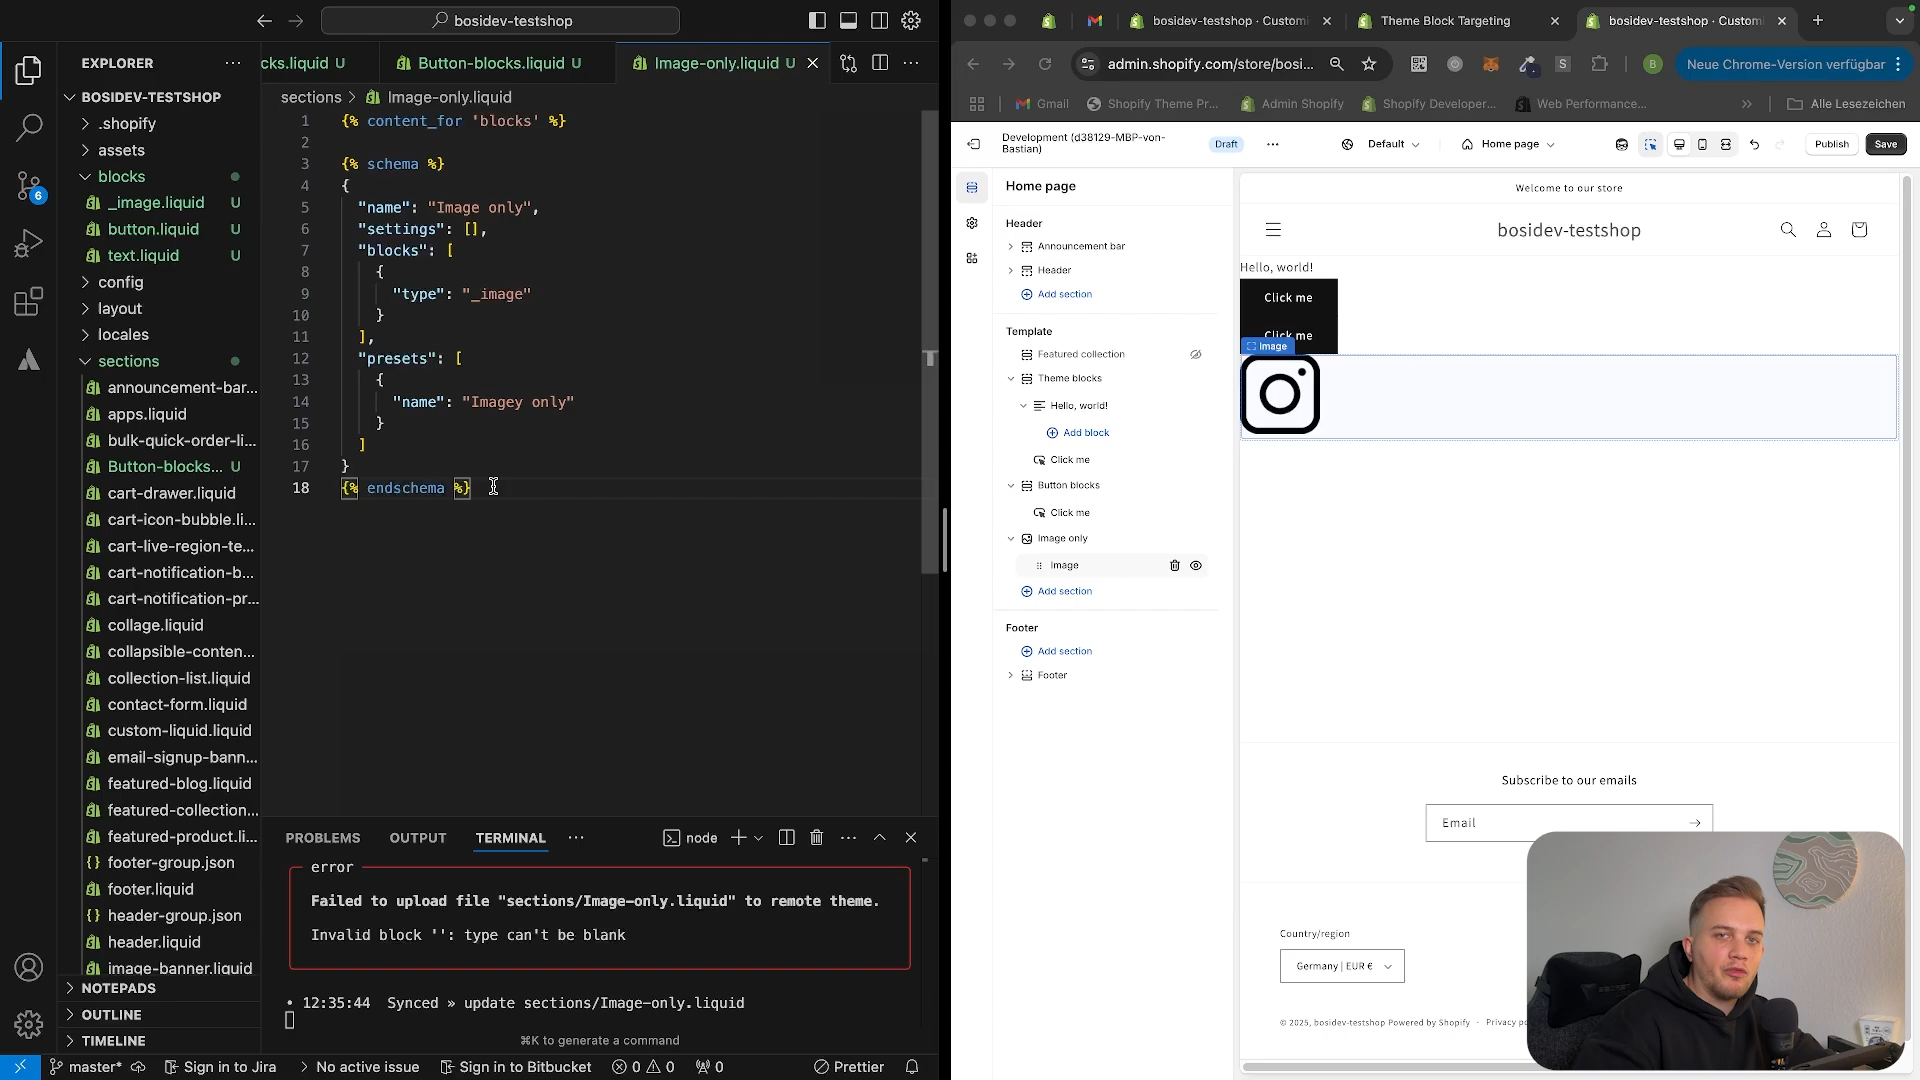 bosidev-testshop
EXPLORER
BOSIDEV-TESTSHOP
.shopify
assets
blocks
_image.liquid U
button.liquid U
text.liquid U
config
layout
locales
sections
announcement-bar...
apps.liquid
bulk-quick-order-li...
Button-blocks... U
cart-drawer.liquid
cart-icon-bubble.li...
cart-live-region-te...
cart-notification-b...
cart-notification-pr...
collage.liquid
collapsible-conten...
collection-list.liquid
contact-form.liquid
custom-liquid.liquid
email-signup-bann...
featured-blog.liquid
featured-collection...
featured-product.li...
footer-group.json
footer.liquid
header-group.json
header.liquid
image-banner.liquid
NOTEPADS
OUTLINE
TIMELINE
6
cks.liquid U
Button-blocks.liquid U
Image-only.liquid U
sections > Image-only.liquid
1 {% content_for 'blocks' %}
2
3 {% schema %}
4 {
5 "name": "Image only",
6 "settings": [],
7 "blocks": [
8 {
9 "type": "_image"
10 }
11 ],
12 "presets": [
13 {
14 "name": "Imagey only"
15 }
16 ]
17 }
18 {% endschema %}
PROBLEMS OUTPUT TERMINAL ... node
error
Failed to upload file "sections/Image-only.liquid" to remote theme.
Invalid block '': type can't be blank
• 12:35:44 Synced » update sections/Image-only.liquid
⌘K to generate a command
master* Sign in to Jira No active issue Sign in to Bitbucket 0 0 0 Prettier
bosidev-testshop · Customi
Theme Block Targeting
bosidev-testshop · Customi
admin.shopify.com/store/bosi...
Neue Chrome-Version verfügbar
Gmail
Shopify Theme Pr...
Admin Shopify
Shopify Developer...
Web Performance...
Alle Lesezeichen
Development (d38129-MBP-von-
Bastian)
Draft
Default
Home page
Publish
Save
Home page
Header
Announcement bar
Header
Add section
Template
Featured collection
Theme blocks
Hello, world!
Add block
Click me
Button blocks
Click me
Image only
Image
Add section
Footer
Add section
Footer
Welcome to our store
bosidev-testshop
Hello, world!
Click me
Click me
Image
Subscribe to our emails
Email
Country/region
Germany | EUR €
© 2025, bosidev-testshop Powered by Shopify · Privacy po